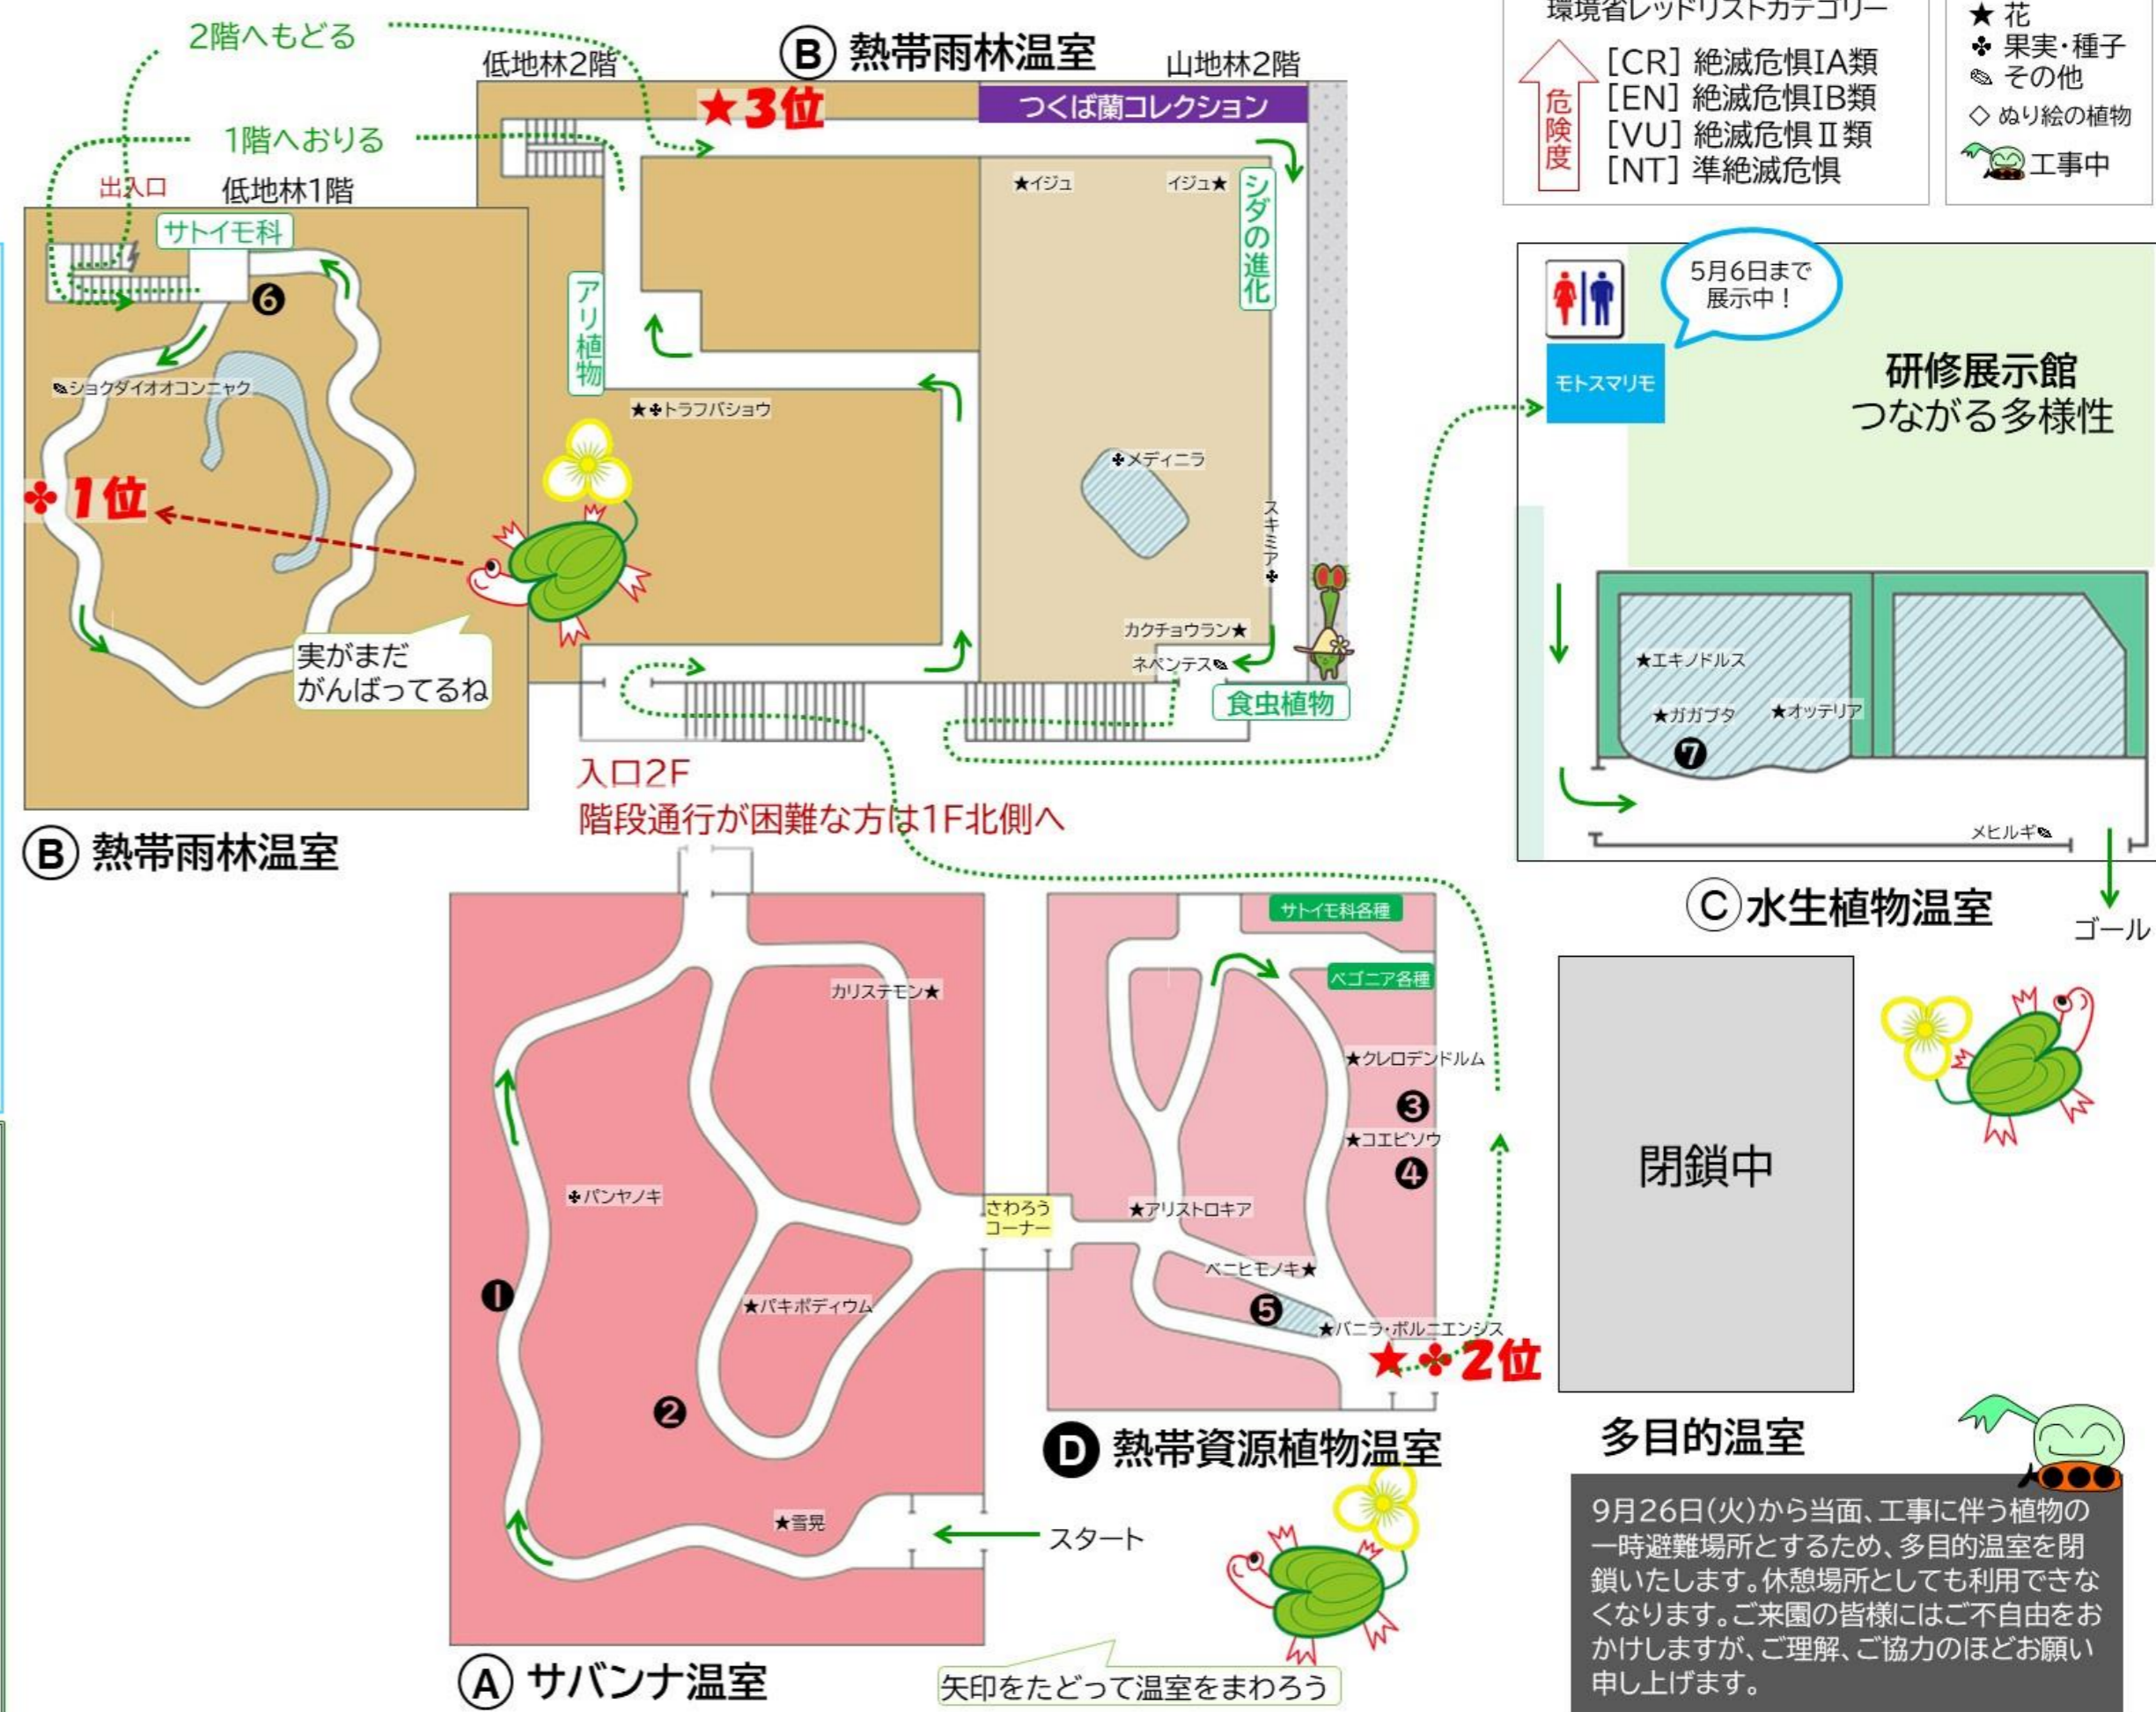 2階へもどる
1階へおりる
出入口
低地林1階
サトイモ科
❻
✎ショクダイオオコンニャク
✤1位
実がまだ
がんばってるね
Ⓑ 熱帯雨林温室
低地林2階
Ⓑ 熱帯雨林温室
山地林2階
★3位
つくば蘭コレクション
★イジュ
イジュ★
シダの進化
アリ植物
★✤トラフバショウ
✤メディニラ
スキミア✤
カクチョウラン★
ネペンテス✎
食虫植物
入口2F
階段通行が困難な方は1F北側へ
環境省レッドリストカテゴリー
危険度
[CR] 絶滅危惧IA類
[EN] 絶滅危惧IB類
[VU] 絶滅危惧Ⅱ類
[NT] 準絶滅危惧
★ 花
✤ 果実・種子
✎ その他
◇ ぬり絵の植物
工事中
5月6日まで
展示中！
モトスマリモ
研修展示館
つながる多様性
★エキノドルス
★ガガブタ
★オッテリア
❼
メヒルギ✎
Ⓒ水生植物温室
ゴール
カリステモン★
✤パンヤノキ
❶
★パキポディウム
❷
★雪晃
スタート
Ⓐ サバンナ温室
さわろう
コーナー
サトイモ科各種
ベゴニア各種
★クレロデンドルム
❸
★コエビソウ
❹
★アリストロキア
ベニヒモノキ★
❺
★バニラ・ボルニエンシス
★✤2位
🅓 熱帯資源植物温室
矢印をたどって温室をまわろう
閉鎖中
多目的温室
9月26日(火)から当面、工事に伴う植物の
一時避難場所とするため、多目的温室を閉
鎖いたします。休憩場所としても利用できな
くなります。ご来園の皆様にはご不自由をお
かけしますが、ご理解、ご協力のほどお願い
申し上げます。